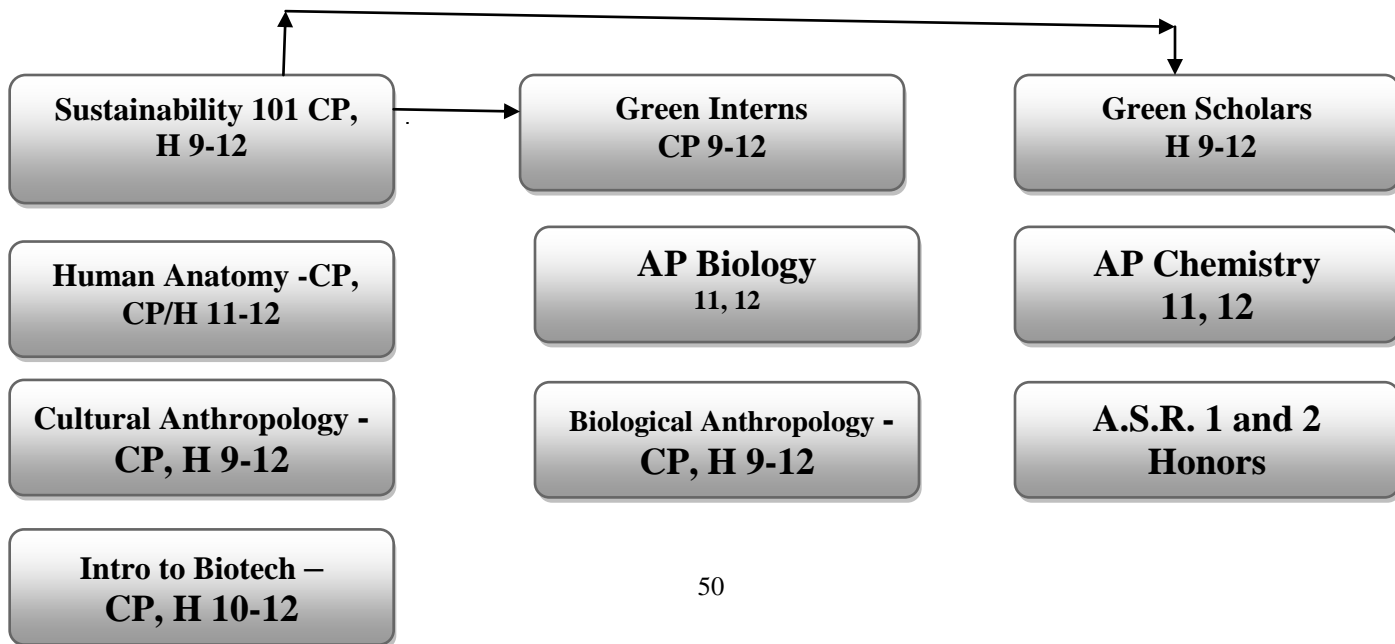 Sustainability 101 CP,
H 9-12
Green Interns
CP 9-12
Green Scholars
H 9-12
Human Anatomy -CP,
CP/H 11-12
AP Biology
11, 12
AP Chemistry
11, 12
Cultural Anthropology -
CP, H 9-12
Biological Anthropology -
CP, H 9-12
A.S.R. 1 and 2
Honors
Intro to Biotech –
CP, H 10-12
50